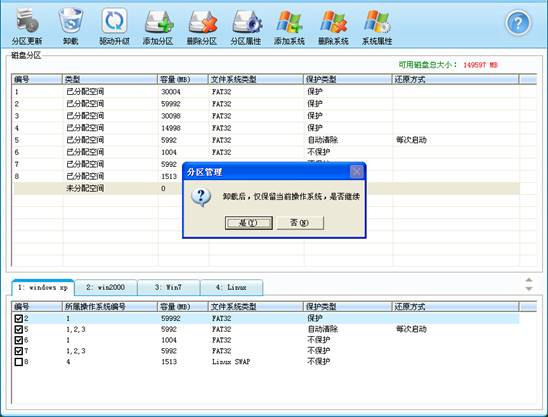 分区更新 卸载 驱动升级 添加分区 删除分区 分区属性 添加系统 删除系统 系统属性
磁盘分区
可用磁盘总大小: 149597 MB
编号 类型 容量(MB) 文件系统类型 保护类型 还原方式
1 已分配空间 30004 FAT32 保护
2 已分配空间 59992 FAT32 保护
3 已分配空间 30098 FAT32 保护
4 已分配空间 14998 FAT32 保护
5 已分配空间 5992 FAT32 自动清除 每次启动
6 已分配空间 1004 FAT32 不保护
7 已分配空间 5992
8 已分配空间 1513
未分配空间 0
分区管理
卸载后,仅保留当前操作系统,是否继续
是(Y) 否(N)
1: windows xp 2: win2000 3: Win7 4: Linux
编号 所属操作系统编号 容量(MB) 文件系统类型 保护类型 还原方式
2 1 59992 FAT32 保护
5 1,2,3 5992 FAT32 自动清除 每次启动
6 1 1004 FAT32 不保护
7 1,2,3 5992 FAT32 不保护
8 4 1513 Linux SWAP 不保护